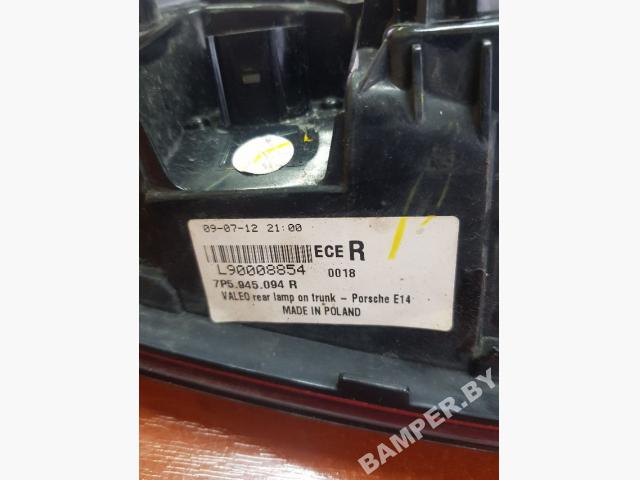 09-07-12 21:00
ECE R
L90008854 0018
7P5.945.094 R
VALEO rear lamp on trunk - Porsche E14
MADE IN POLAND
BAMPER.BY